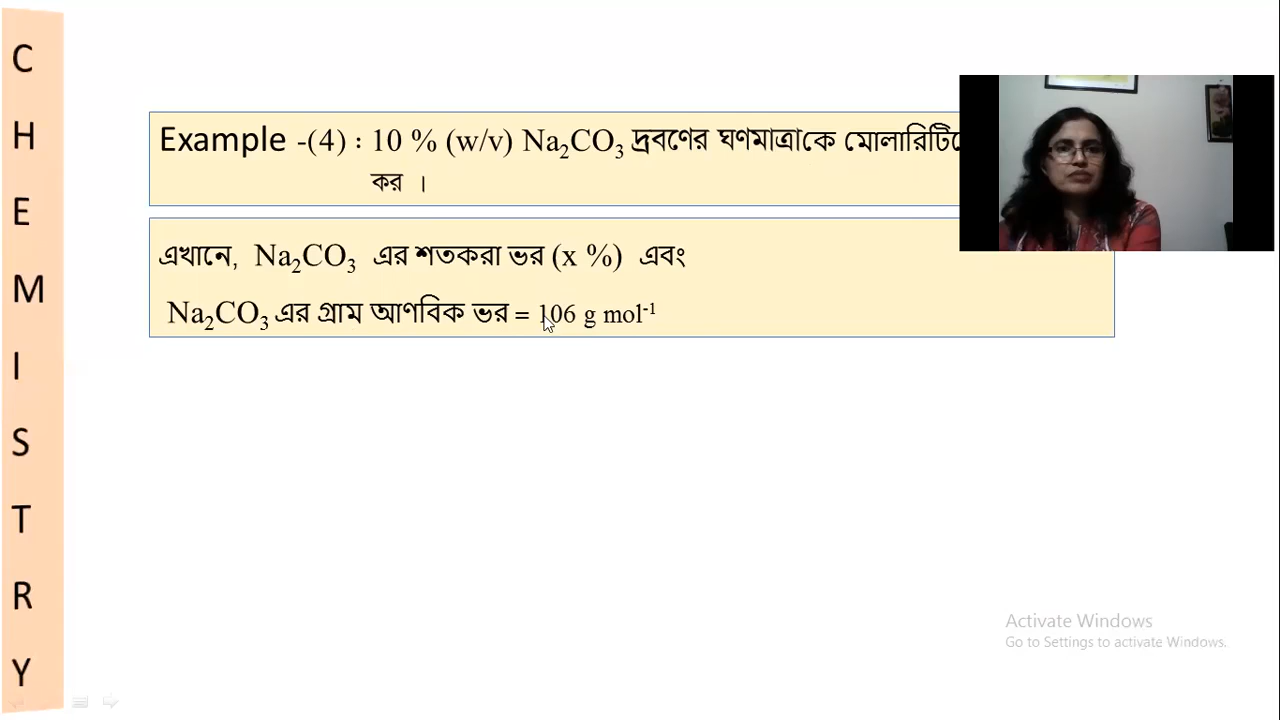 C
H
E
M
I
S
T
R
Y
Example -(4) : 10 % (w/v) Na₂CO₃ দ্রবণের ঘণমাত্রাকে
কর ।
এখানে, Na₂CO₃ এর শতকরা ভর (x %) এবং
Na₂CO₃ এর গ্রাম আণবিক ভর = 106 g mol⁻¹
Activate Windows
Go to Settings to activate Windows.